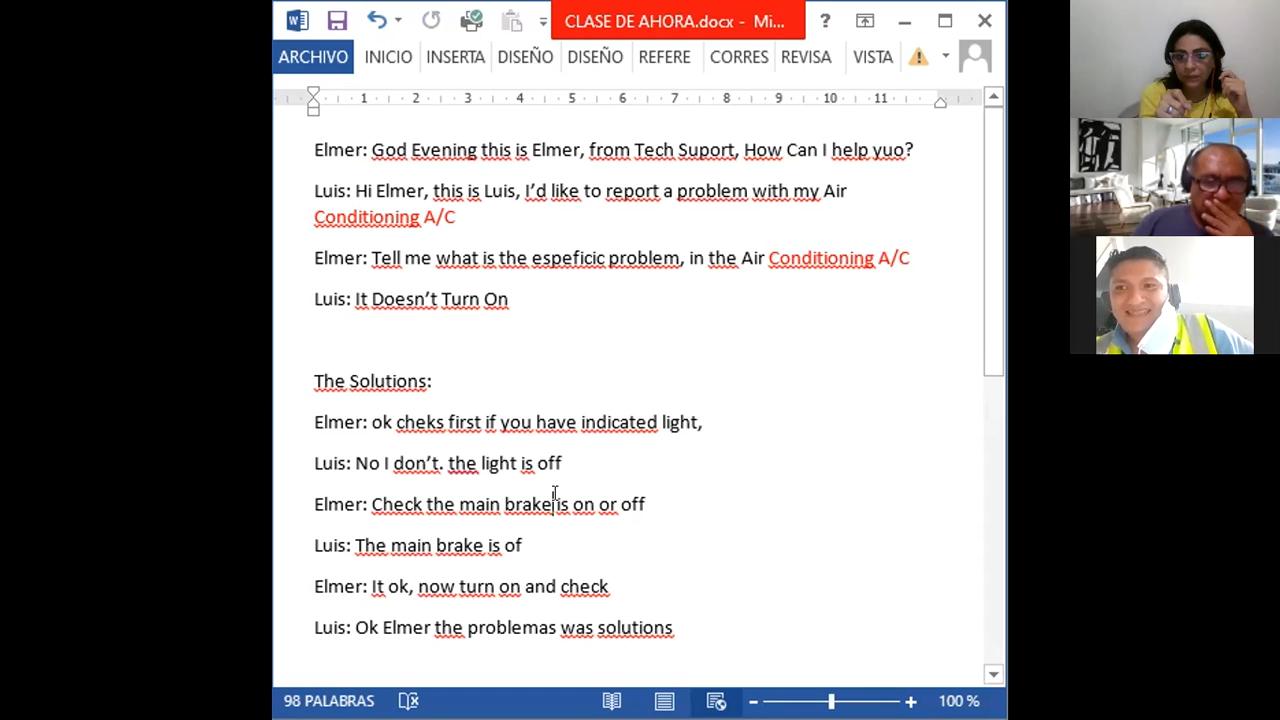 CLASE DE AHORA.docx - Mi...
?
ARCHIVO INICIO INSERTA DISEÑO DISEÑO REFERE CORRES REVISA VISTA
1 2 3 4 5 6 7 8 9 10 11
Elmer: God Evening this is Elmer, from Tech Suport, How Can I help yuo?
Luis: Hi Elmer, this is Luis, I’d like to report a problem with my Air
Conditioning A/C
Elmer: Tell me what is the espeficic problem, in the Air Conditioning A/C
Luis: It Doesn’t Turn On
The Solutions:
Elmer: ok cheks first if you have indicated light,
Luis: No I don’t. the light is off
Elmer: Check the main brake is on or off
Luis: The main brake is of
Elmer: It ok, now turn on and check
Luis: Ok Elmer the problemas was solutions
98 PALABRAS 100 %